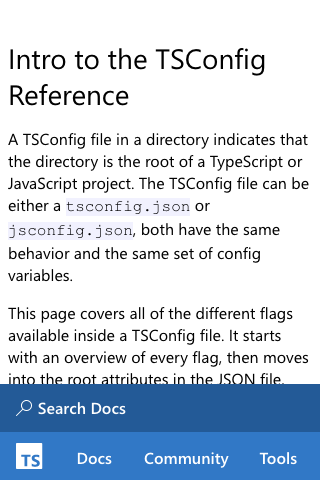 Intro to the TSConfig
Reference
A TSConfig file in a directory indicates that
the directory is the root of a TypeScript or
JavaScript project. The TSConfig file can be
either a tsconfig.json or
jsconfig.json, both have the same
behavior and the same set of config
variables.
This page covers all of the different flags
available inside a TSConfig file. It starts
with an overview of every flag, then moves
into the root attributes in the JSON file.
Search Docs
TS Docs Community Tools